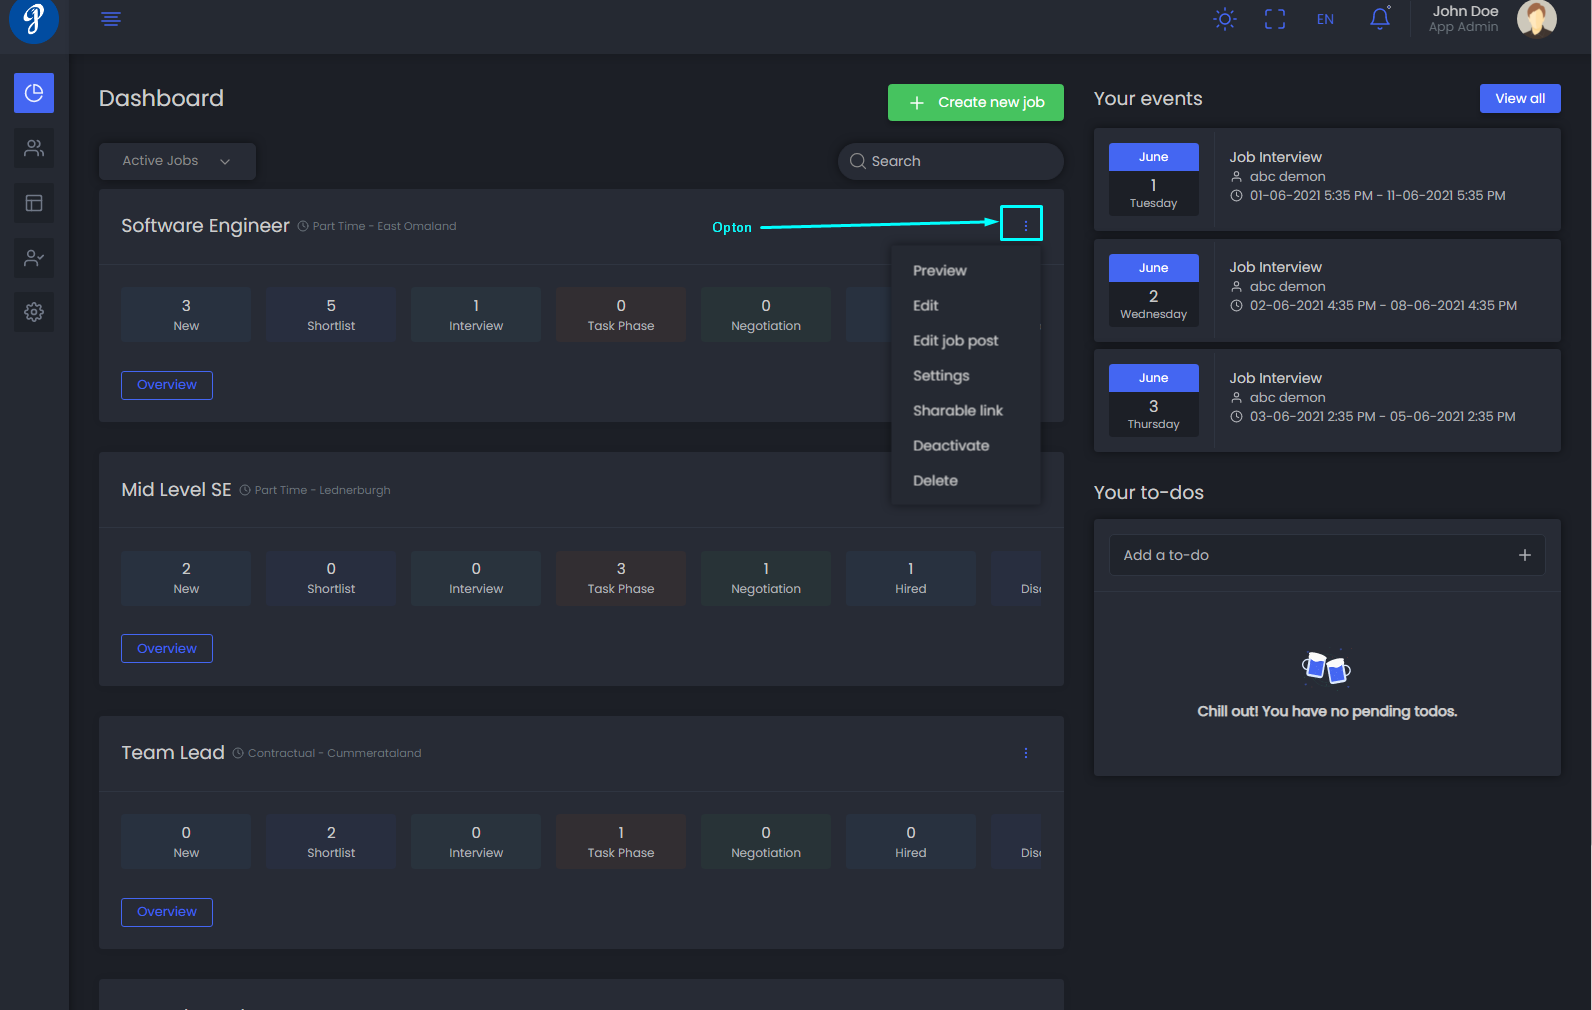 EN
John Doe
App Admin
Dashboard
Create new job
Active Jobs
Search
Software Engineer Part Time - East Omaland
Opton
Preview
Edit
Edit job post
Settings
Sharable link
Deactivate
Delete
3
New
5
Shortlist
1
Interview
0
Task Phase
0
Negotiation
Overview
Mid Level SE Part Time - Lednerburgh
2
New
0
Shortlist
0
Interview
3
Task Phase
1
Negotiation
1
Hired
Overview
Team Lead Contractual - Cummerataland
0
New
2
Shortlist
0
Interview
1
Task Phase
0
Negotiation
0
Hired
Overview
Your events
View all
June
1
Tuesday
Job Interview
abc demon
01-06-2021 5:35 PM - 11-06-2021 5:35 PM
June
2
Wednesday
Job Interview
abc demon
02-06-2021 4:35 PM - 08-06-2021 4:35 PM
June
3
Thursday
Job Interview
abc demon
03-06-2021 2:35 PM - 05-06-2021 2:35 PM
Your to-dos
Add a to-do
Chill out! You have no pending todos.